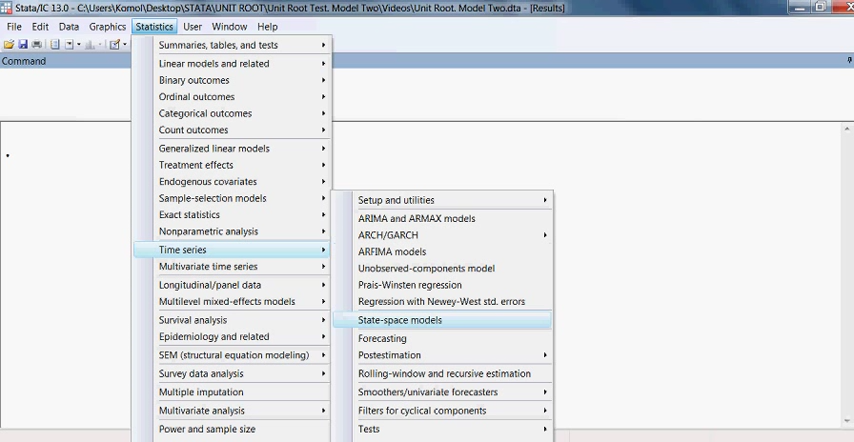 Stata/IC 13.0 - C:\Users\Komol\Desktop\STATA\UNIT ROOT\Unit Root Test. Model Two\Videos\Unit Root. Model Two.dta - [Results]
File Edit Data Graphics Statistics User Window Help
Command
Summaries, tables, and tests
Linear models and related
Binary outcomes
Ordinal outcomes
Categorical outcomes
Count outcomes
Generalized linear models
Treatment effects
Endogenous covariates
Sample-selection models
Exact statistics
Nonparametric analysis
Time series
Multivariate time series
Longitudinal/panel data
Multilevel mixed-effects models
Survival analysis
Epidemiology and related
SEM (structural equation modeling)
Survey data analysis
Multiple imputation
Multivariate analysis
Power and sample size
Setup and utilities
ARIMA and ARMAX models
ARCH/GARCH
ARFIMA models
Unobserved-components model
Prais-Winsten regression
Regression with Newey-West std. errors
State-space models
Forecasting
Postestimation
Rolling-window and recursive estimation
Smoothers/univariate forecasters
Filters for cyclical components
Tests